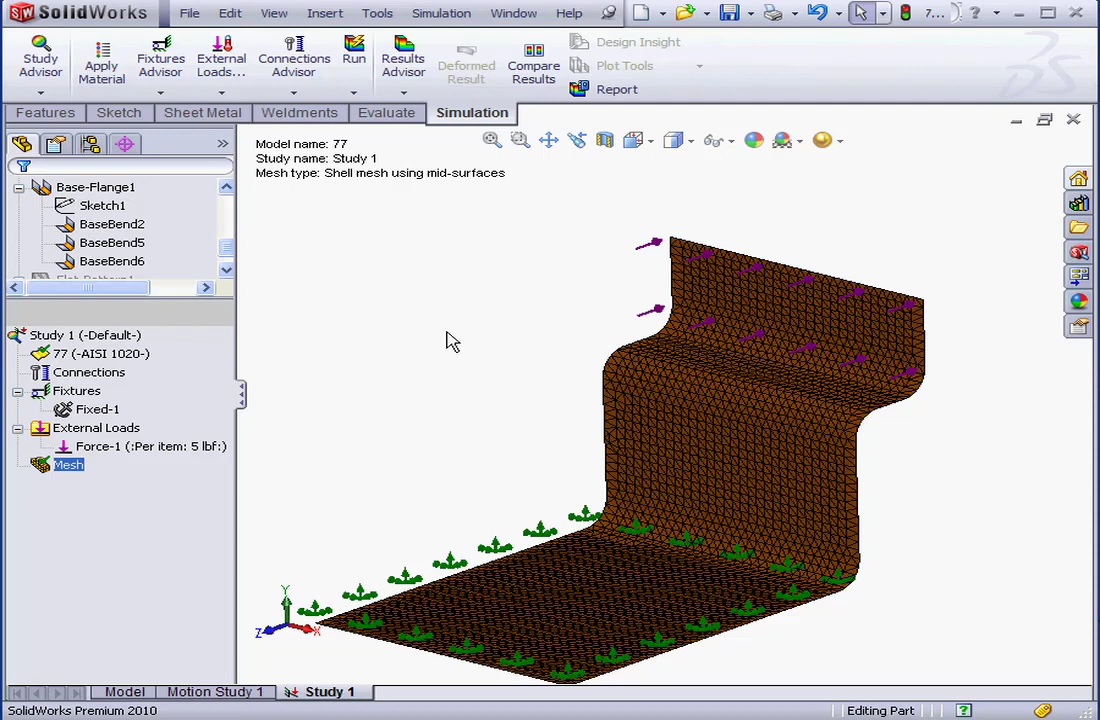 SolidWorks File Edit View Insert Tools Simulation Window Help 7...
Study Advisor
Apply Material
Fixtures Advisor
External Loads...
Connections Advisor
Run
Results Advisor
Deformed Result
Compare Results
Design Insight
Plot Tools
Report
Features Sketch Sheet Metal Weldments Evaluate Simulation
Model name: 77
Study name: Study 1
Mesh type: Shell mesh using mid-surfaces
Base-Flange1
Sketch1
BaseBend2
BaseBend5
BaseBend6
Study 1 (-Default-)
77 (-AISI 1020-)
Connections
Fixtures
Fixed-1
External Loads
Force-1 (:Per item: 5 lbf:)
Mesh
Y
Z X
Model Motion Study 1 Study 1
SolidWorks Premium 2010 Editing Part